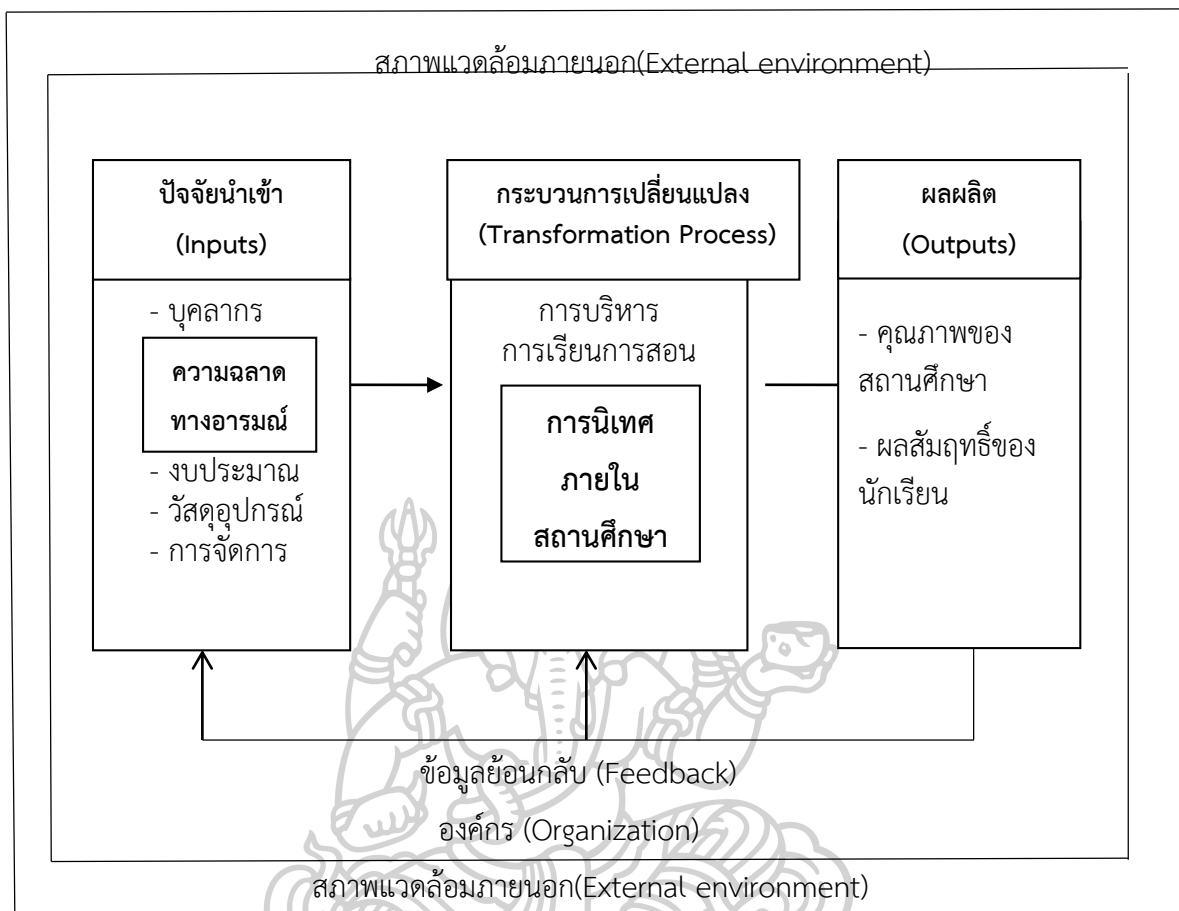 สภาพแวดล้อมภายนอก(External environment)
ปัจจัยนำเข้า
(Inputs)
- บุคลากร
ความฉลาด
ทางอารมณ์
- งบประมาณ
- วัสดุอุปกรณ์
- การจัดการ
กระบวนการเปลี่ยนแปลง
(Transformation Process)
การบริหาร
การเรียนการสอน
การนิเทศ
ภายใน
สถานศึกษา
ผลผลิต
(Outputs)
- คุณภาพของ
สถานศึกษา
- ผลสัมฤทธิ์ของ
นักเรียน
ข้อมูลย้อนกลับ (Feedback)
องค์กร (Organization)
สภาพแวดล้อมภายนอก(External environment)